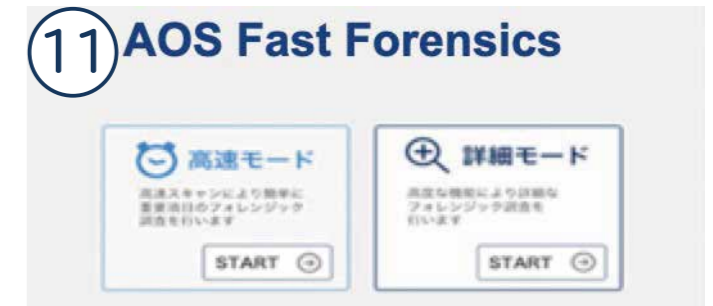 11 AOS Fast Forensics
高速モード
高速スキャンにより簡単に
重要項目のフォレンジック
調査を行います
START
詳細モード
高度な機能により詳細な
フォレンジック調査を
行います
START